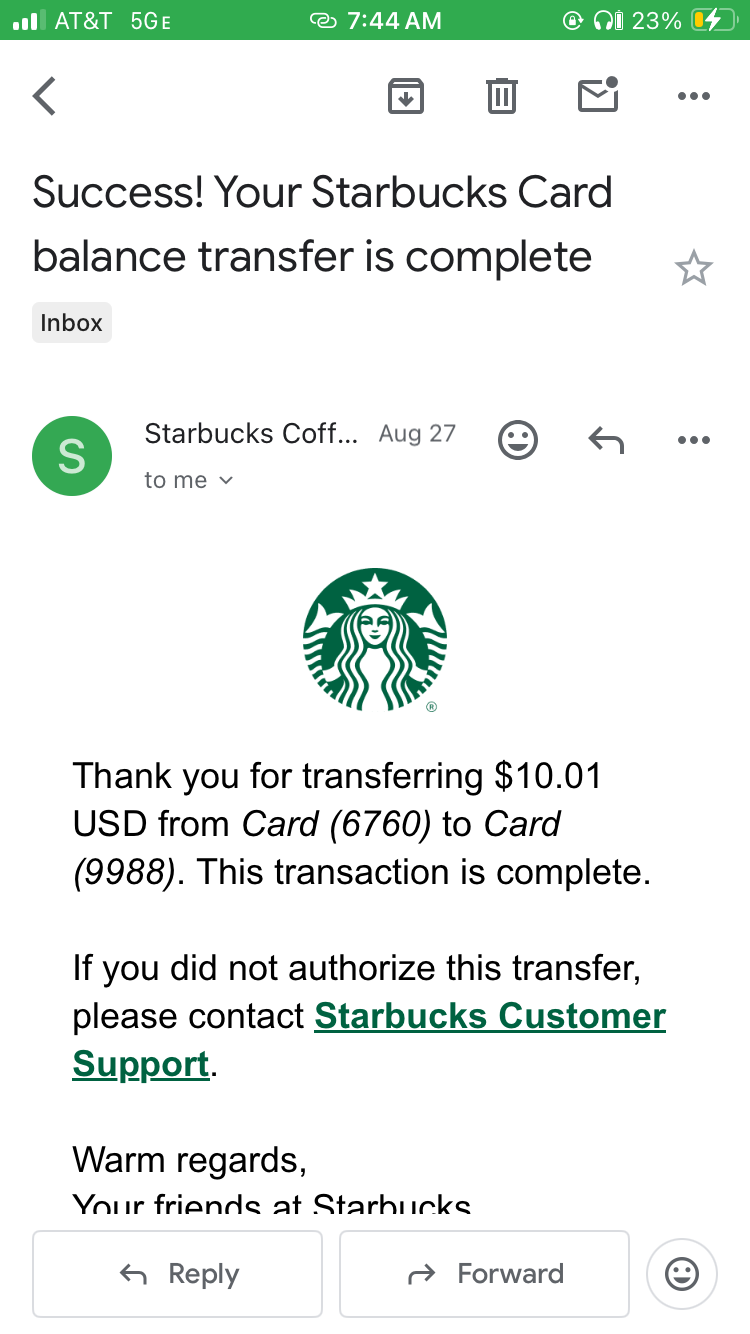 AT&T 5GE 7:44 AM 23%
Success! Your Starbucks Card
balance transfer is complete
Inbox
S
Starbucks Coff... Aug 27
to me
®
Thank you for transferring $10.01
USD from Card (6760) to Card
(9988). This transaction is complete.
If you did not authorize this transfer,
please contact Starbucks Customer
Support.
Warm regards,
Your friends at Starbucks
Reply Forward